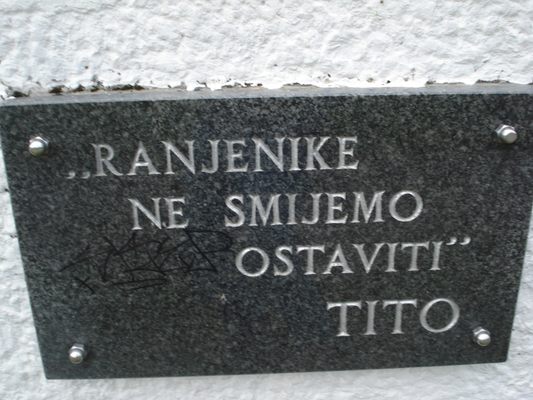 „RANJENIKE
NE SMIJEMO
OSTAVITI”
TITO